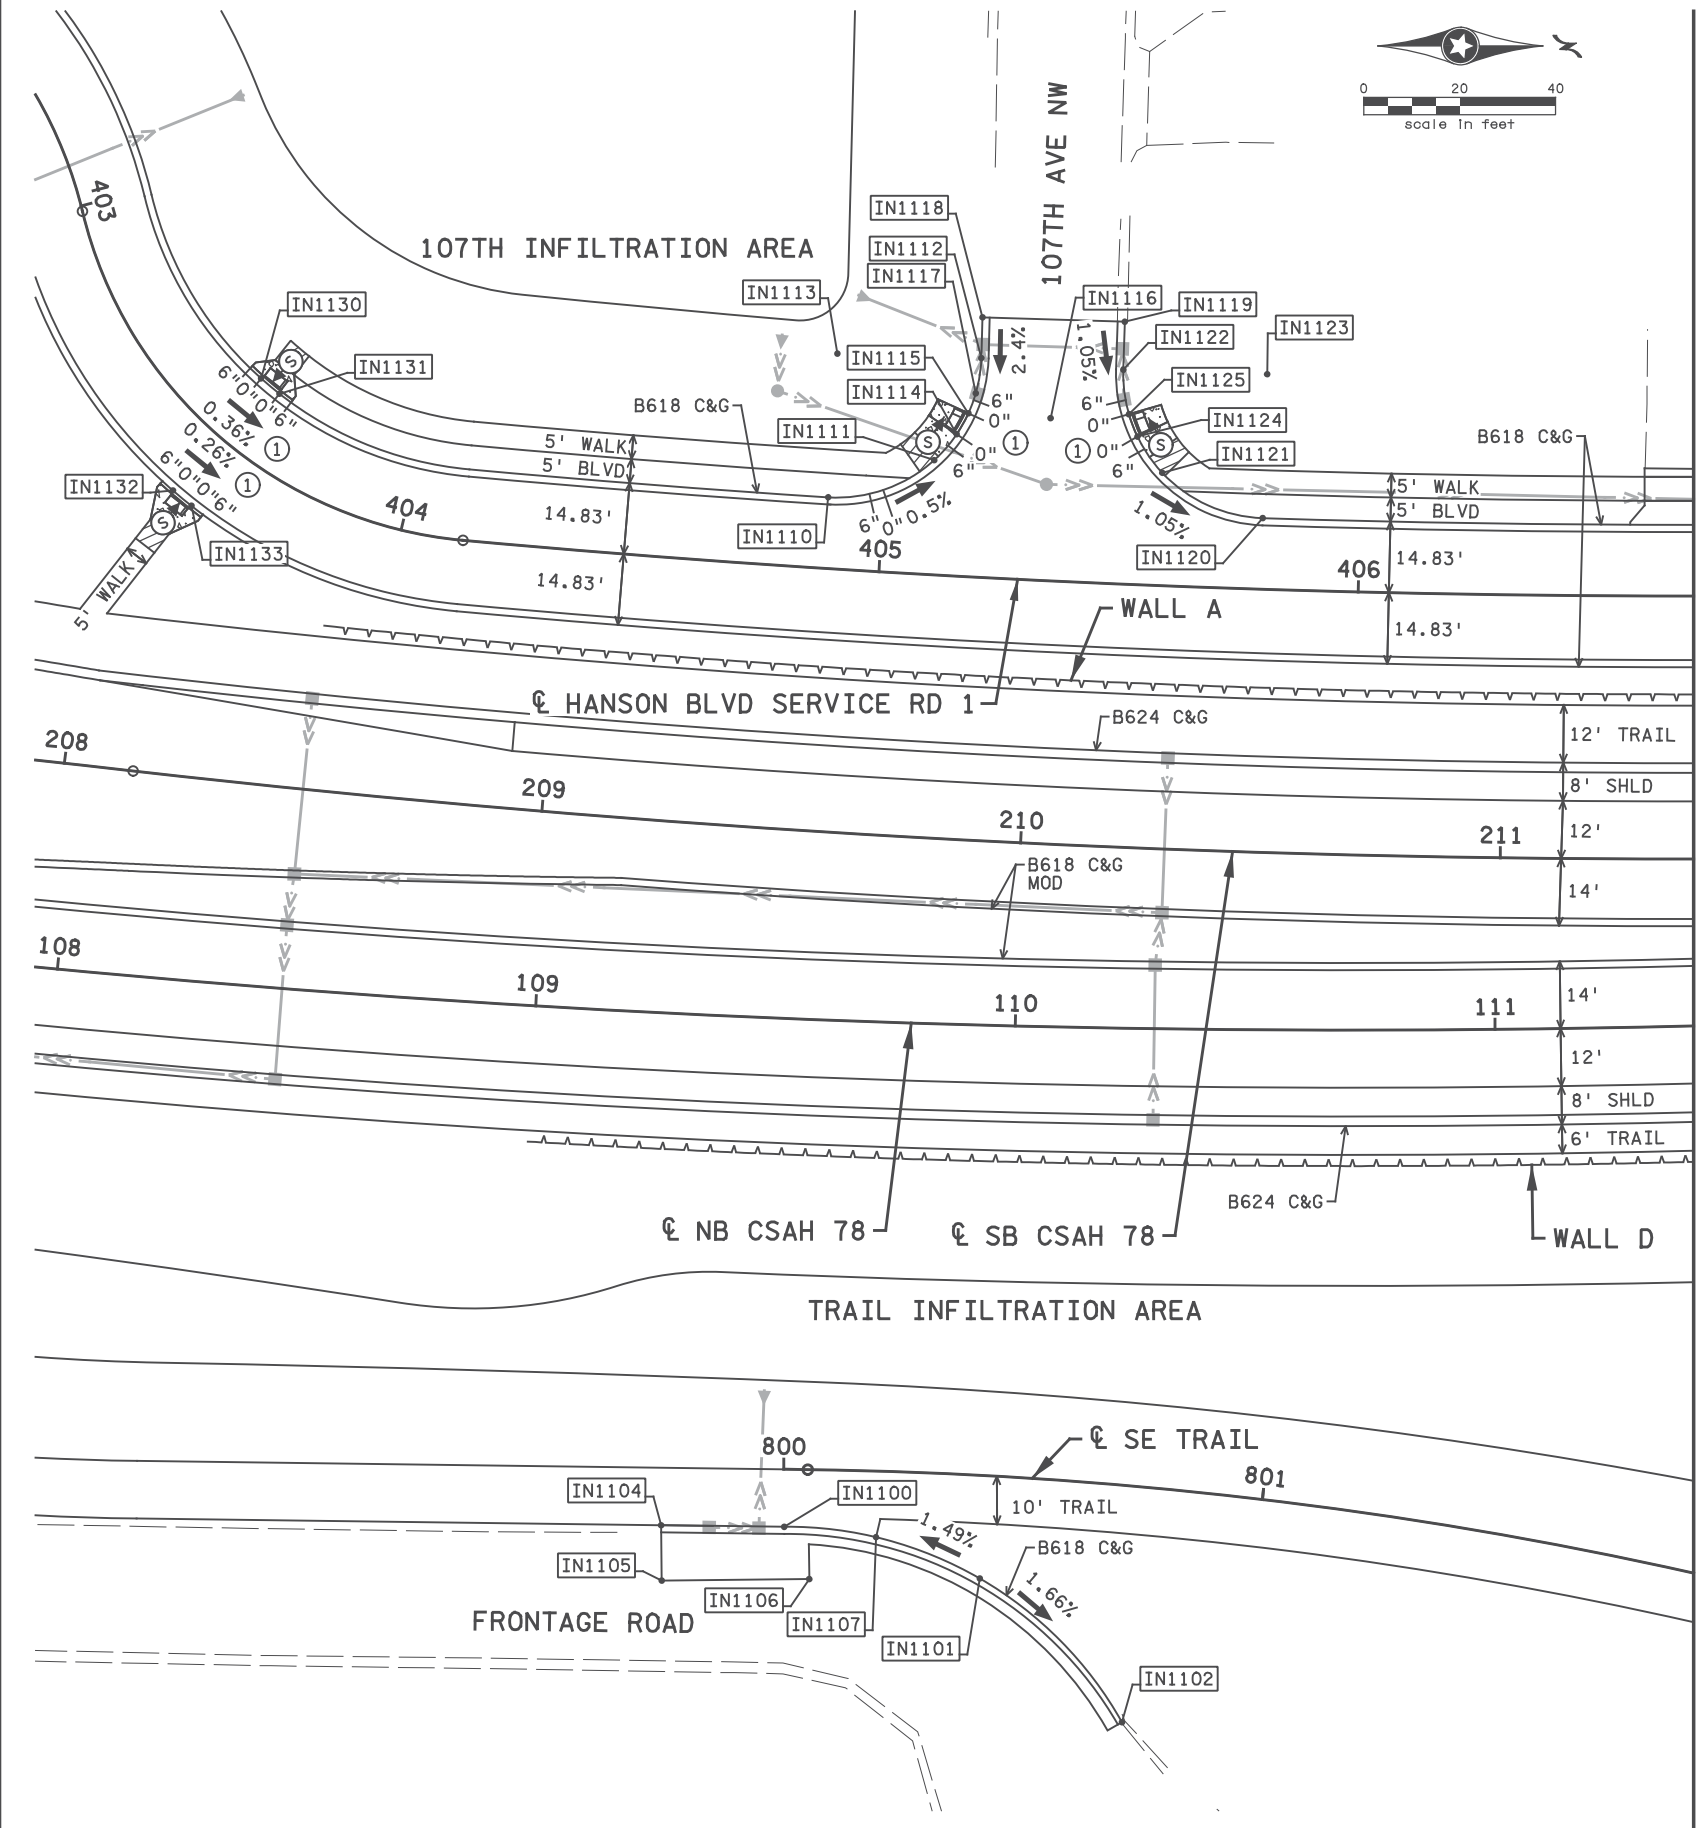 0 20 40
scale in feet
403
107TH AVE NW
107TH INFILTRATION AREA
IN1118
IN1112
IN1117
IN1113
IN1116
IN1119
IN1122
IN1123
IN1130
IN1131
IN1115
IN1114
IN1111
IN1125
IN1124
IN1121
2.4%
1.05%
S
6"
0"
0"
6"
0.36%
1
0.26%
1
6"
0"
0"
6"
IN1132
S
IN1133
5' WALK
B618 C&G
5' WALK
5' BLVD
14.83'
14.83'
S
6"
0"
0"
6"
1
6"
0"
0.5%
IN1110
1
6"
0"
0"
6"
S
1.05%
IN1120
B618 C&G
5' WALK
5' BLVD
14.83'
14.83'
404
405
406
WALL A
℄ HANSON BLVD SERVICE RD 1
B624 C&G
12' TRAIL
8' SHLD
12'
14'
208
209
210
211
B618 C&G
MOD
108
109
110
111
14'
12'
8' SHLD
6' TRAIL
B624 C&G
℄ NB CSAH 78
℄ SB CSAH 78
WALL D
TRAIL INFILTRATION AREA
800
℄ SE TRAIL
801
IN1104
IN1100
10' TRAIL
1.49%
B618 C&G
1.66%
IN1105
IN1106
IN1107
IN1101
FRONTAGE ROAD
IN1102